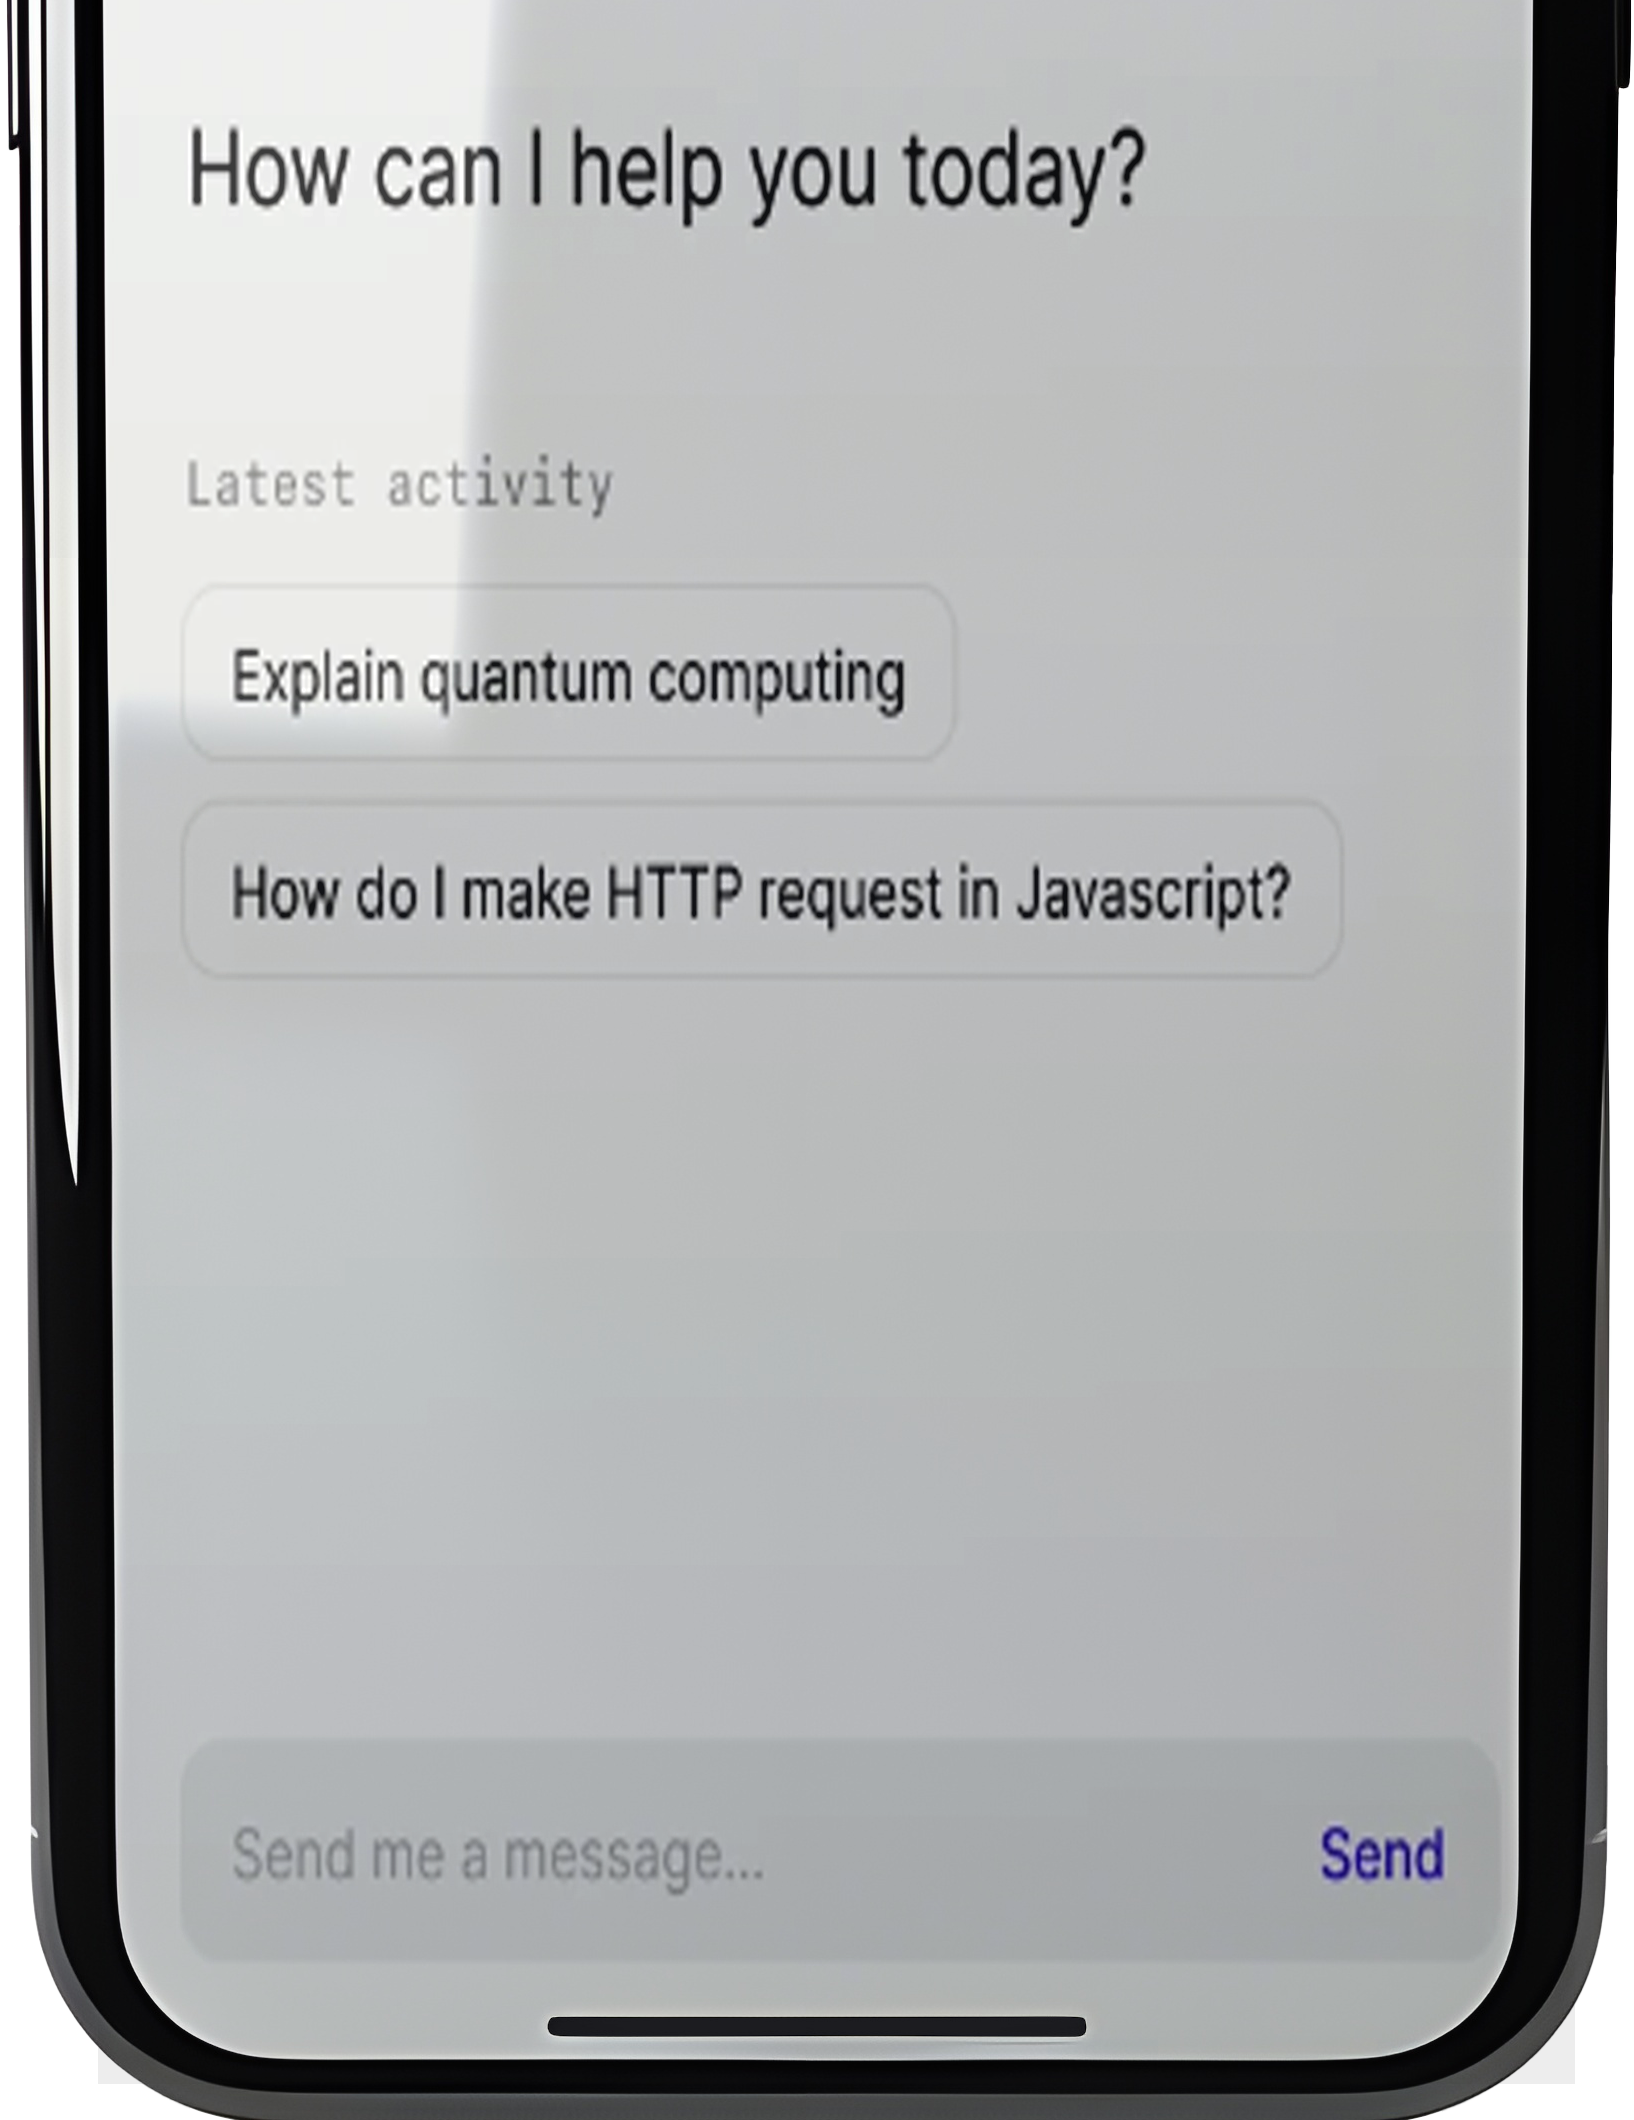 How can I help you today?
Latest activity
Explain quantum computing
How do I make HTTP request in Javascript?
Send me a message...
Send